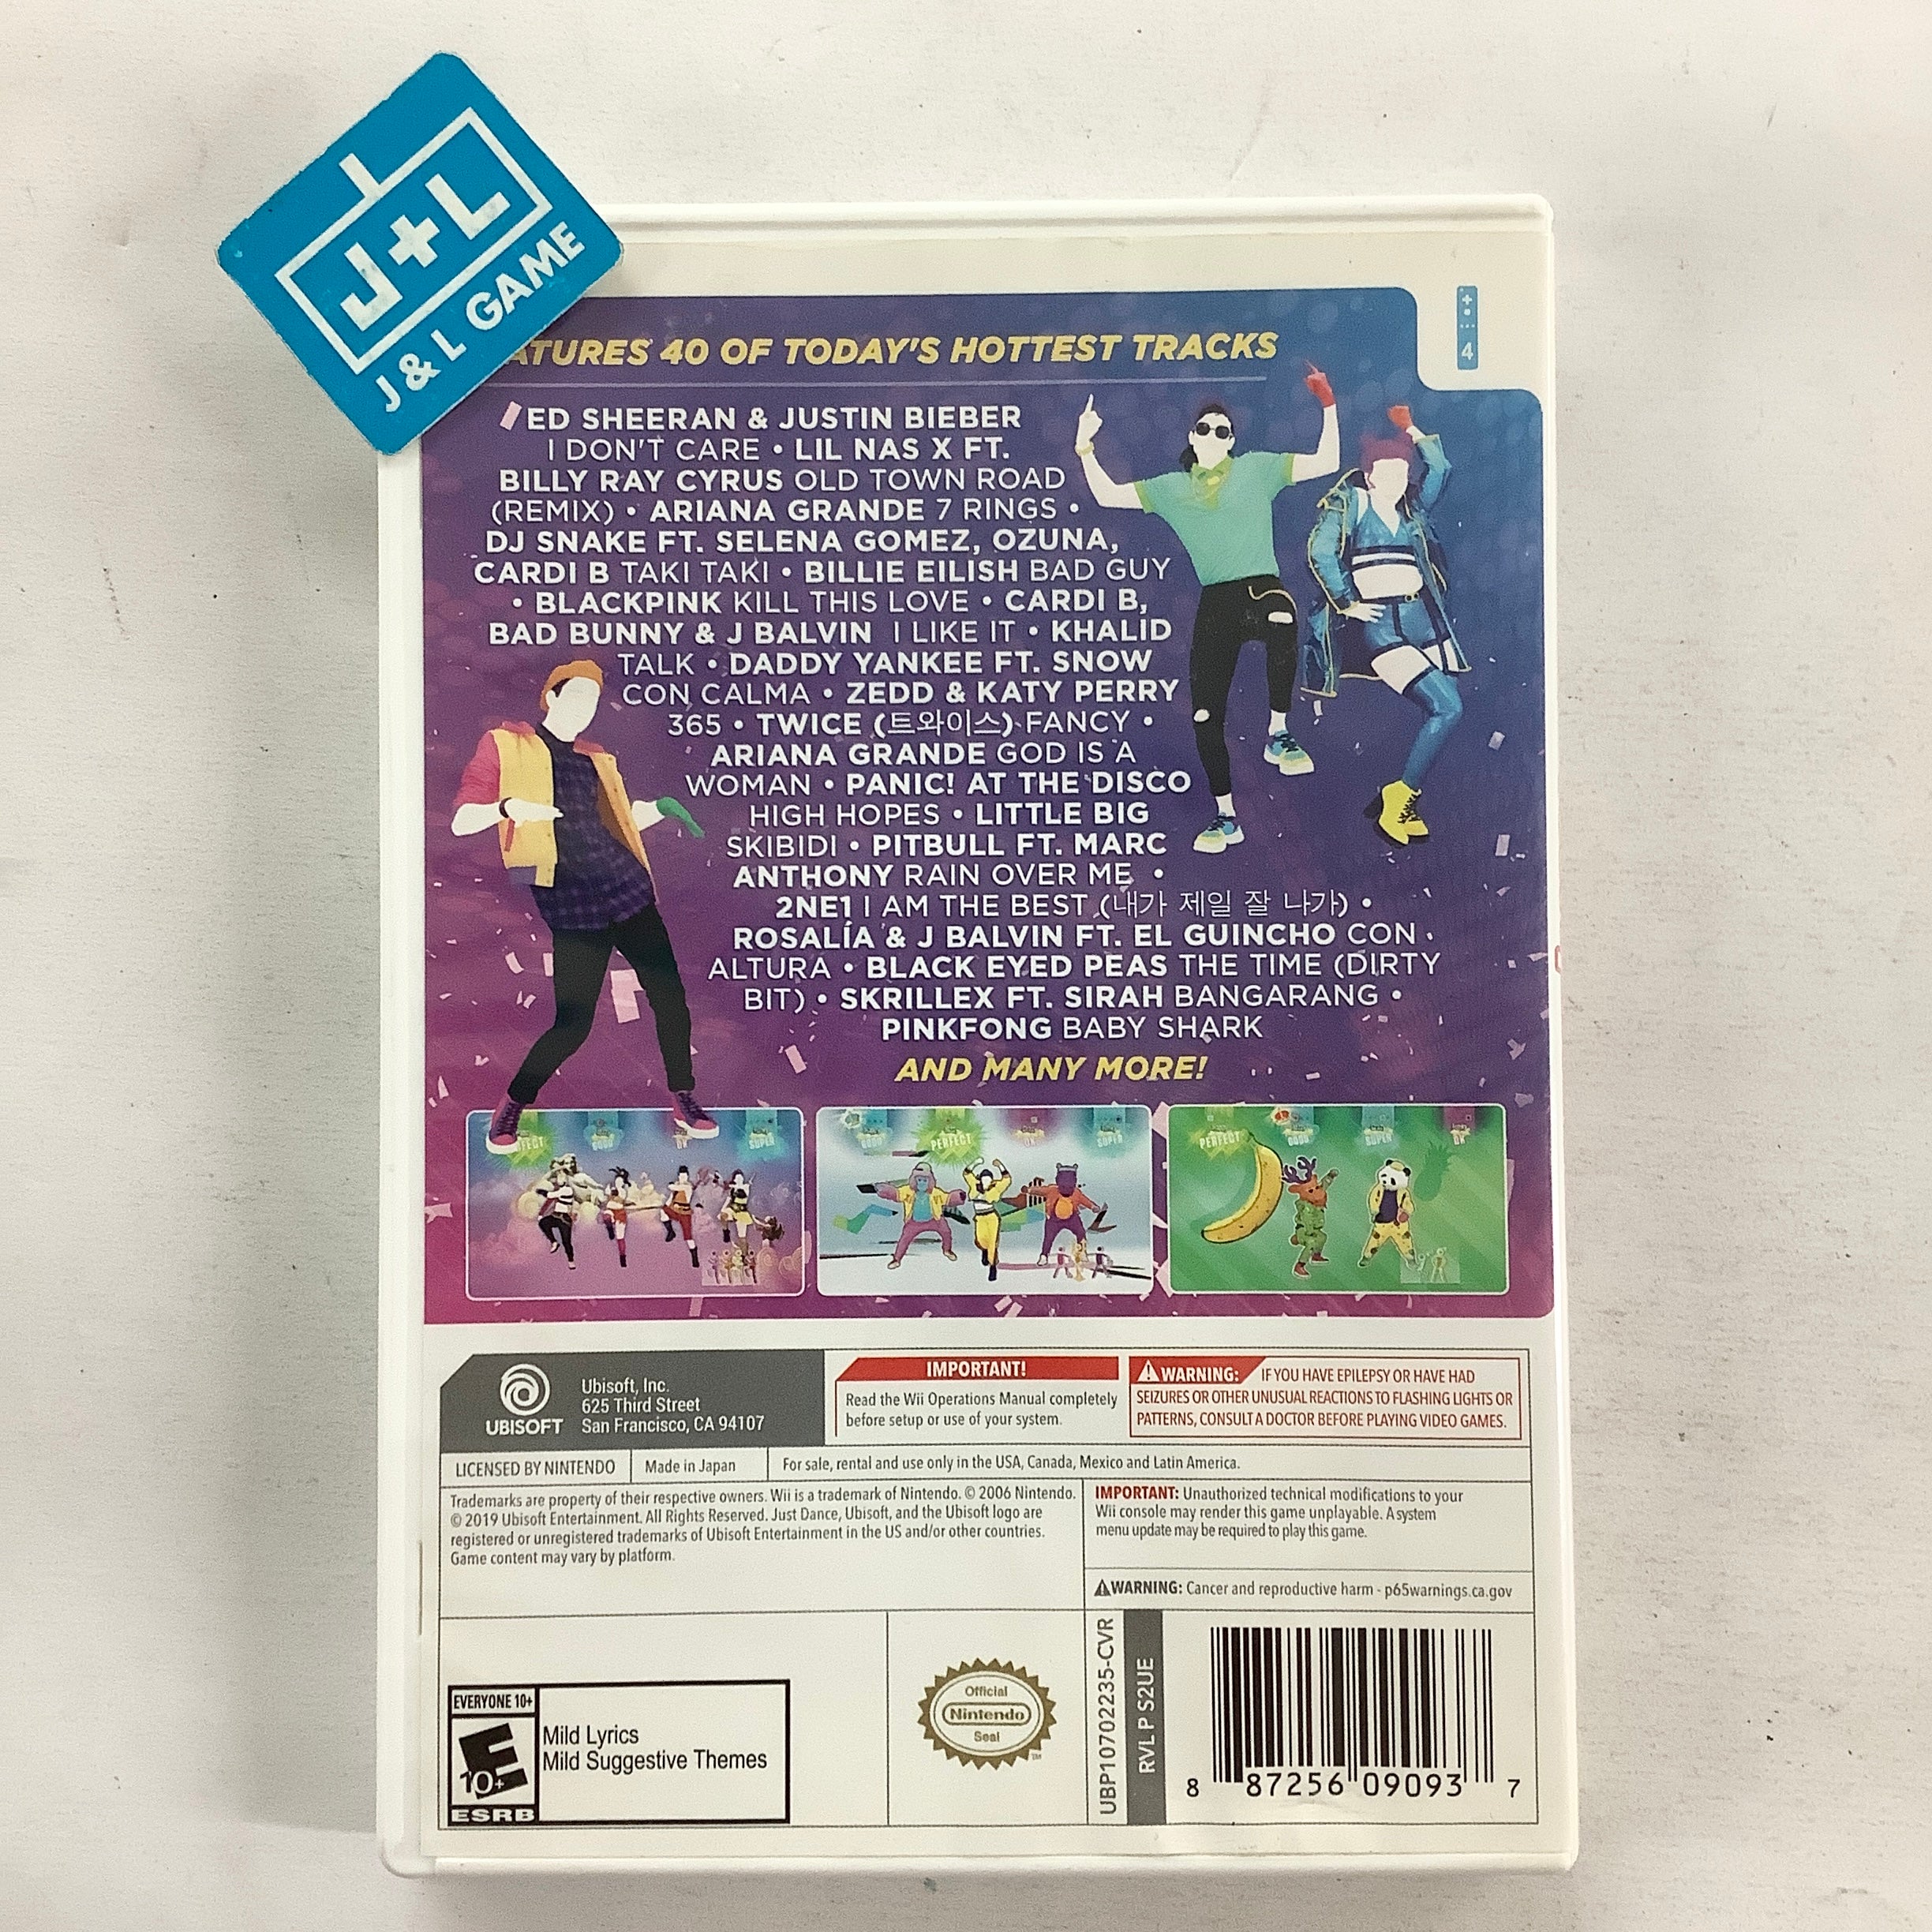 J+L
J & L GAME
ATURES 40 OF TODAY'S HOTTEST TRACKS
4
ED SHEERAN & JUSTIN BIEBER
I DON'T CARE • LIL NAS X FT.
BILLY RAY CYRUS OLD TOWN ROAD
(REMIX) • ARIANA GRANDE 7 RINGS •
DJ SNAKE FT. SELENA GOMEZ, OZUNA,
CARDI B TAKI TAKI • BILLIE EILISH BAD GUY
• BLACKPINK KILL THIS LOVE • CARDI B,
BAD BUNNY & J BALVIN I LIKE IT • KHALID
TALK • DADDY YANKEE FT. SNOW
CON CALMA • ZEDD & KATY PERRY
365 • TWICE (트와이스) FANCY •
ARIANA GRANDE GOD IS A
WOMAN • PANIC! AT THE DISCO
HIGH HOPES • LITTLE BIG
SKIBIDI • PITBULL FT. MARC
ANTHONY RAIN OVER ME •
2NE1 I AM THE BEST (내가 제일 잘 나가) •
ROSALÍA & J BALVIN FT. EL GUINCHO CON
ALTURA • BLACK EYED PEAS THE TIME (DIRTY
BIT) • SKRILLEX FT. SIRAH BANGARANG •
PINKFONG BABY SHARK
AND MANY MORE!
PERFECT GOOD OK SUPER
GOOD PERFECT OK SUPER
PERFECT GOOD SUPER OK
UBISOFT
Ubisoft, Inc.
625 Third Street
San Francisco, CA 94107
IMPORTANT!
Read the Wii Operations Manual completely
before setup or use of your system.
WARNING: IF YOU HAVE EPILEPSY OR HAVE HAD
SEIZURES OR OTHER UNUSUAL REACTIONS TO FLASHING LIGHTS OR
PATTERNS, CONSULT A DOCTOR BEFORE PLAYING VIDEO GAMES.
LICENSED BY NINTENDO
Made in Japan
For sale, rental and use only in the USA, Canada, Mexico and Latin America.
Trademarks are property of their respective owners. Wii is a trademark of Nintendo. © 2006 Nintendo.
© 2019 Ubisoft Entertainment. All Rights Reserved. Just Dance, Ubisoft, and the Ubisoft logo are
registered or unregistered trademarks of Ubisoft Entertainment in the US and/or other countries.
Game content may vary by platform.
IMPORTANT: Unauthorized technical modifications to your
Wii console may render this game unplayable. A system
menu update may be required to play this game.
WARNING: Cancer and reproductive harm - p65warnings.ca.gov
EVERYONE 10+
E
10+
ESRB
Mild Lyrics
Mild Suggestive Themes
Official
Nintendo
Seal
TM
UBP10702235-CVR
RVL P S2UE
8 87256 09093 7